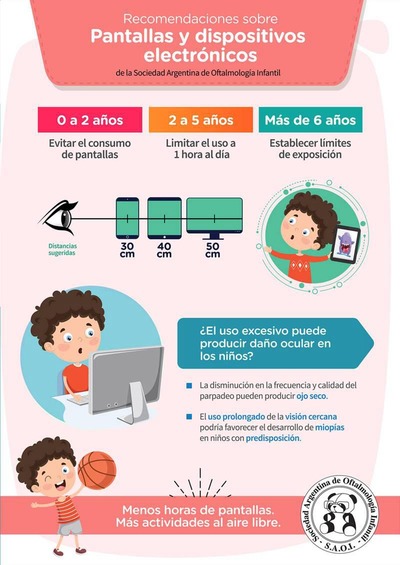 Recomendaciones sobre
Pantallas y dispositivos
electrónicos
de la Sociedad Argentina de Oftalmología Infantil
0 a 2 años
2 a 5 años
Más de 6 años
Evitar el consumo
de pantallas
Limitar el uso a
1 hora al día
Establecer límites
de exposición
Distancias
sugeridas
30
cm
40
cm
50
cm
¿El uso excesivo puede
producir daño ocular en
los niños?
La disminución en la frecuencia y calidad del
parpadeo pueden producir ojo seco.
El uso prolongado de la visión cercana
podría favorecer el desarrollo de miopías
en niños con predisposición.
Menos horas de pantallas.
Más actividades al aire libre.
Sociedad Argentina de Oftalmología Infantil